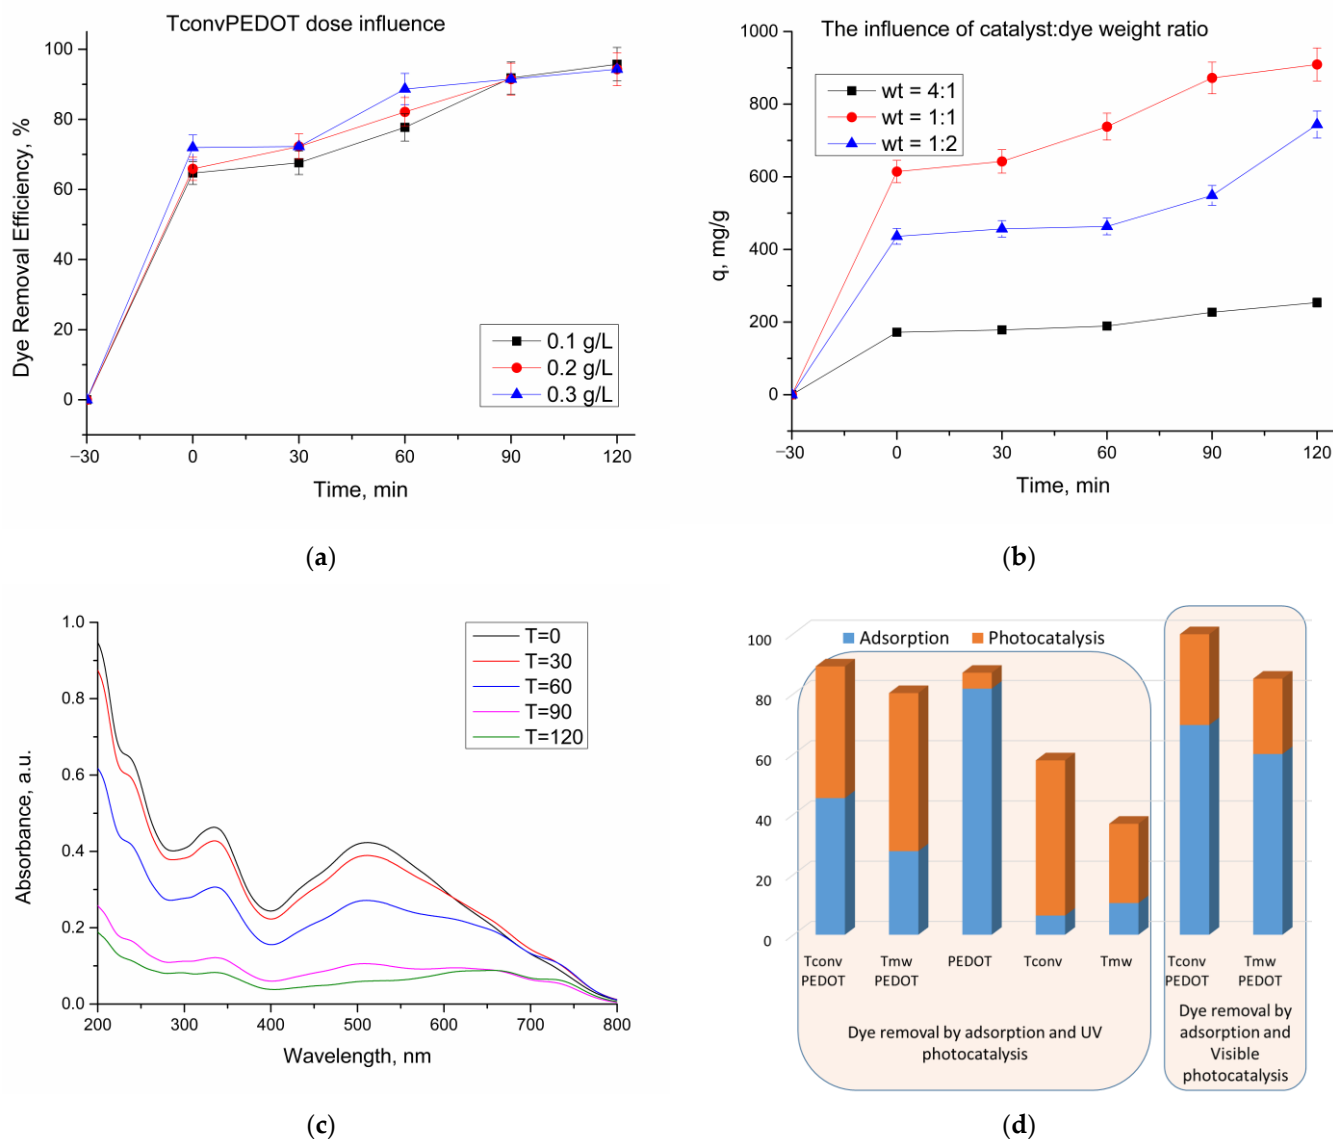 TconvPEDOT dose influence
100
80
60
40
20
0
Dye Removal Efficiency, %
0.1 g/L
0.2 g/L
0.3 g/L
−30 0 30 60 90 120
Time, min
(a)
The influence of catalyst:dye weight ratio
1000
800
600
400
200
0
q, mg/g
wt = 4:1
wt = 1:1
wt = 1:2
−30 0 30 60 90 120
Time, min
(b)
1.0
0.8
0.6
0.4
0.2
0.0
Absorbance, a.u.
T=0
T=30
T=60
T=90
T=120
200 300 400 500 600 700 800
Wavelength, nm
(c)
Adsorption Photocatalysis
100
80
60
40
20
0
Tconv PEDOT
Tmw PEDOT
PEDOT
Tconv
Tmw
Tconv PEDOT
Tmw PEDOT
Dye removal by adsorption and UV
photocatalysis
Dye removal by
adsorption and
Visible
photocatalysis
(d)